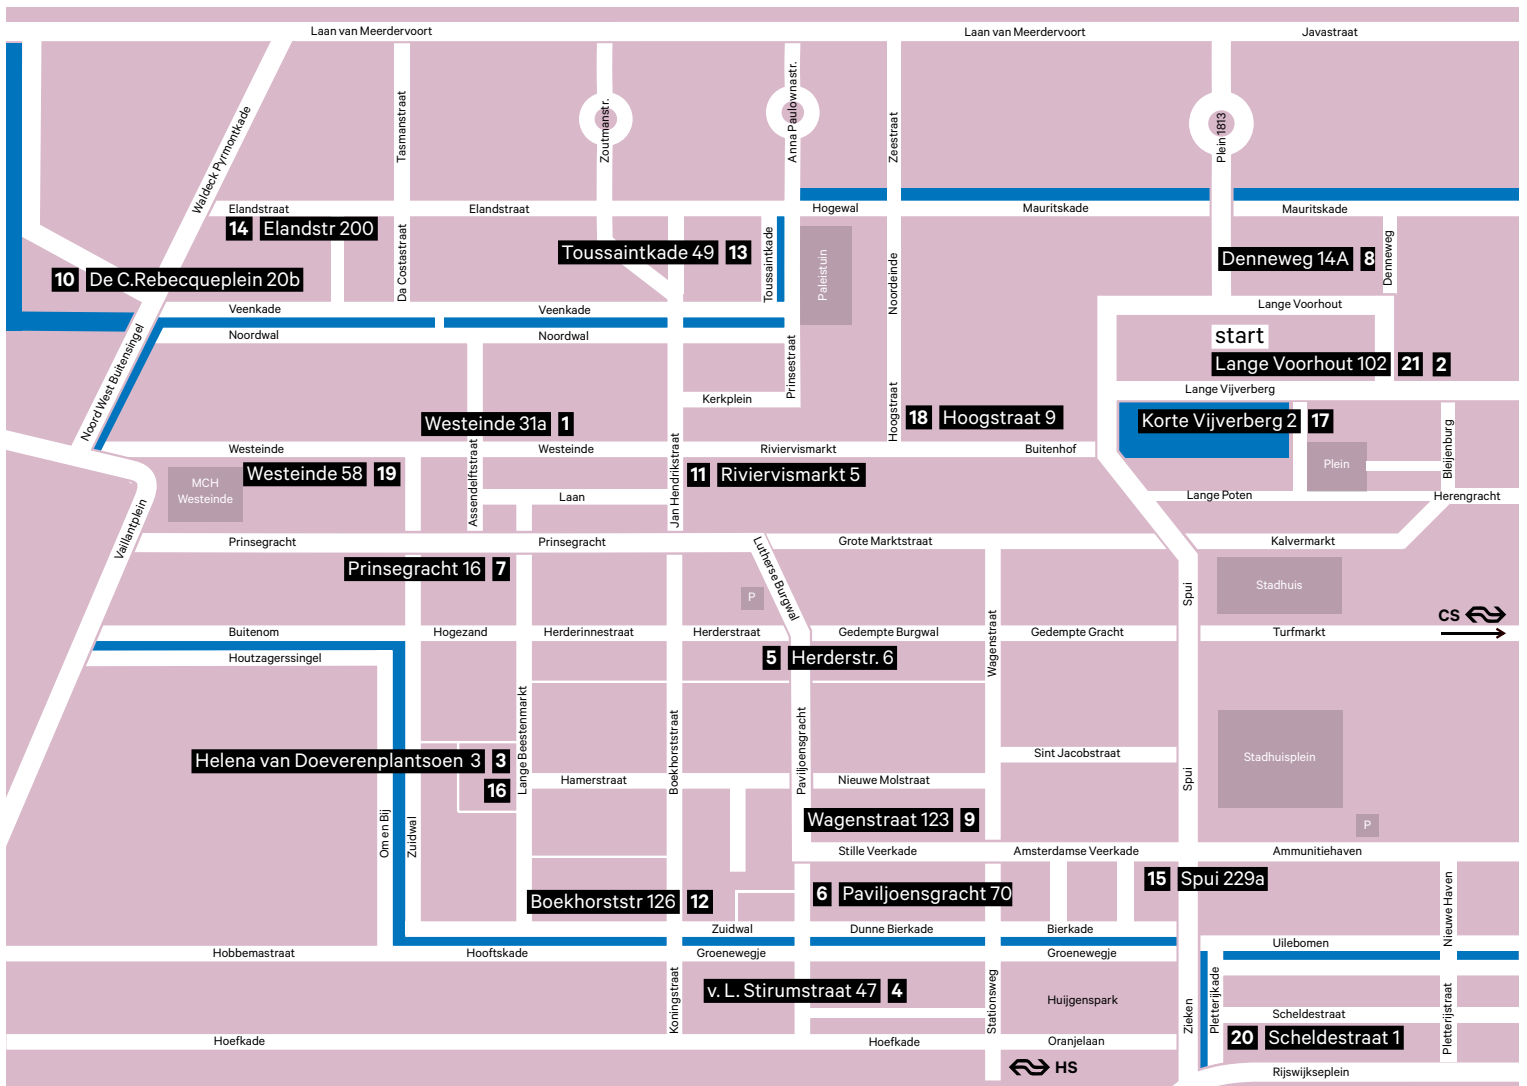 Laan van Meerdervoort
Laan van Meerdervoort
Javastraat
Waldeck Pyrmontkade
Tasmanstraat
Zoutmanstr.
Anna Paulownastr.
Zeestraat
Plein 1813
Elandstraat
Elandstraat
Hogewal
Mauritskade
Mauritskade
14 Elandstr 200
Da Costastraat
Toussaintkade 49 13
Toussaintkade
Paleistuin
Noordeinde
Denneweg 14A 8
Denneweg
10 De C.Rebecqueplein 20b
Veenkade
Veenkade
Lange Voorhout
Noord West Buitensingel
Noordwal
Noordwal
Prinsestraat
start
Lange Voorhout 102 21 2
Kerkplein
Lange Vijverberg
Westeinde 31a 1
Hoogstraat
18 Hoogstraat 9
Korte Vijverberg 2 17
Westeinde
Westeinde
Riviervismarkt
Buitenhof
Bleijenburg
Plein
MCH
Westeinde
Westeinde 58 19
Assendelftstraat
Jan Hendrikstraat
11 Riviervismarkt 5
Laan
Lange Poten
Herengracht
Vaillantplein
Prinsegracht
Prinsegracht
Lutherse Burgwal
Grote Marktstraat
Kalvermarkt
Prinsegracht 16 7
P
Spui
Stadhuis
CS
Buitenom
Hogezand
Herderinnestraat
Herderstraat
Gedempte Burgwal
Wagenstraat
Gedempte Gracht
Turfmarkt
Houtzagerssingel
5 Herderstr. 6
Lange Beestenmarkt
Boekhorststraat
Paviljoensgracht
Helena van Doeverenplantsoen 3 3
16
Sint Jacobstraat
Spui
Stadhuisplein
Hamerstraat
Nieuwe Molstraat
Om en Bij
Zuidwal
Wagenstraat 123 9
P
Stille Veerkade
Amsterdamse Veerkade
Ammunitiehaven
15 Spui 229a
Boekhorststr 126 12
6 Paviljoensgracht 70
Nieuwe Haven
Zuidwal
Dunne Bierkade
Bierkade
Uilebomen
Hobbemastraat
Hooftskade
Groenewegje
Groenewegje
Koningstraat
v. L. Stirumstraat 47 4
Stationsweg
Huijgenspark
Zieken
Pletterijkade
Scheldestraat
Pletterijstraat
20 Scheldestraat 1
Hoefkade
Hoefkade
Oranjelaan
HS
Rijswijkseplein